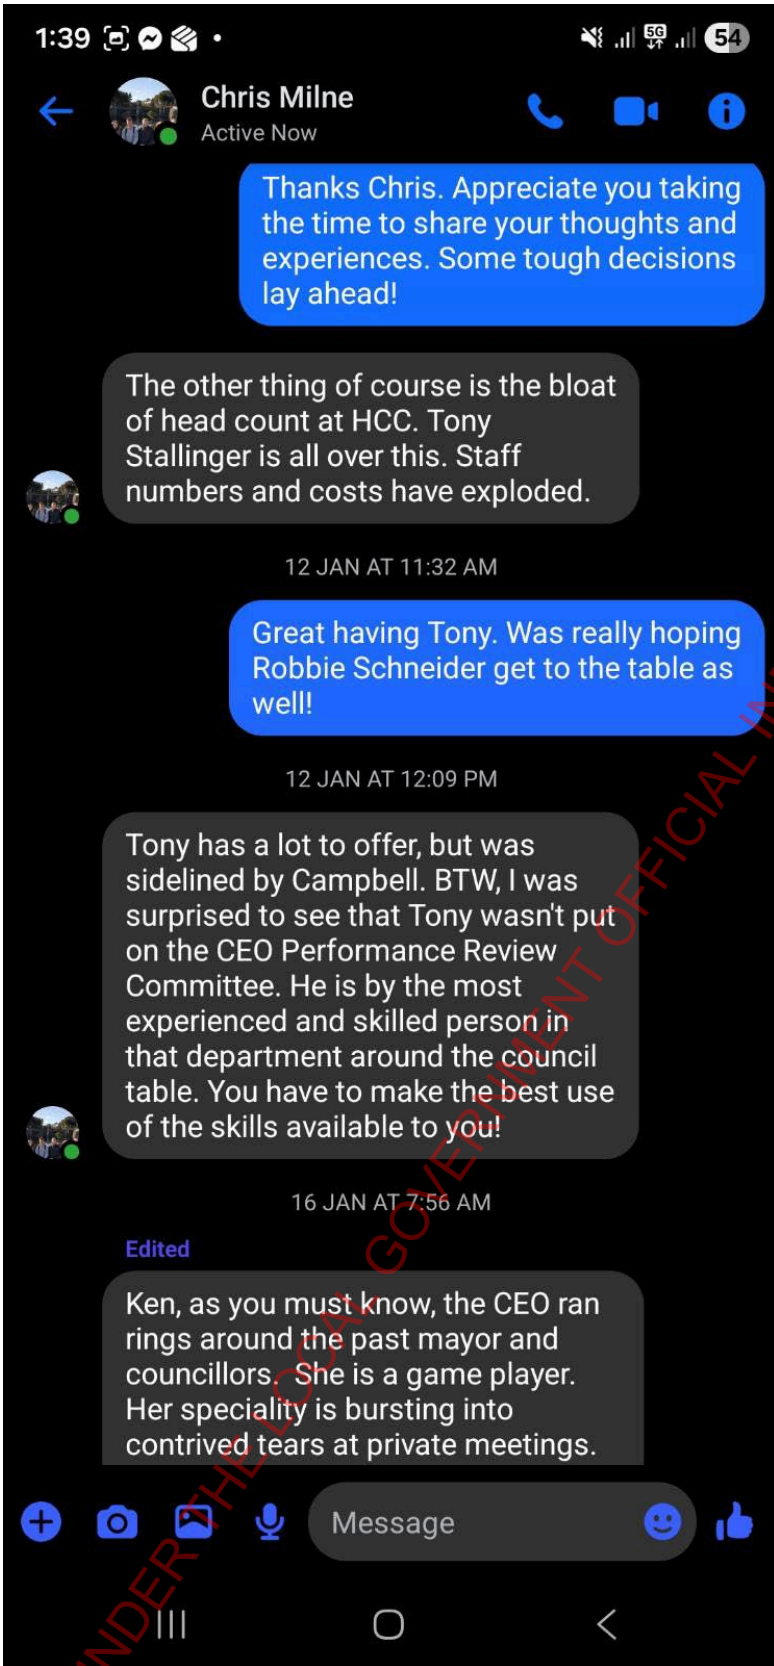 1:39
5G
54
Chris Milne
Active Now
Thanks Chris. Appreciate you taking
the time to share your thoughts and
experiences. Some tough decisions
lay ahead!
The other thing of course is the bloat
of head count at HCC. Tony
Stallinger is all over this. Staff
numbers and costs have exploded.
12 JAN AT 11:32 AM
Great having Tony. Was really hoping
Robbie Schneider get to the table as
well!
12 JAN AT 12:09 PM
Tony has a lot to offer, but was
sidelined by Campbell. BTW, I was
surprised to see that Tony wasn't put
on the CEO Performance Review
Committee. He is by the most
experienced and skilled person in
that department around the council
table. You have to make the best use
of the skills available to you!
16 JAN AT 7:56 AM
Edited
Ken, as you must know, the CEO ran
rings around the past mayor and
councillors. She is a game player.
Her speciality is bursting into
contrived tears at private meetings.
Message
UNDER THE LOCAL GOVERNMENT OFFICIAL